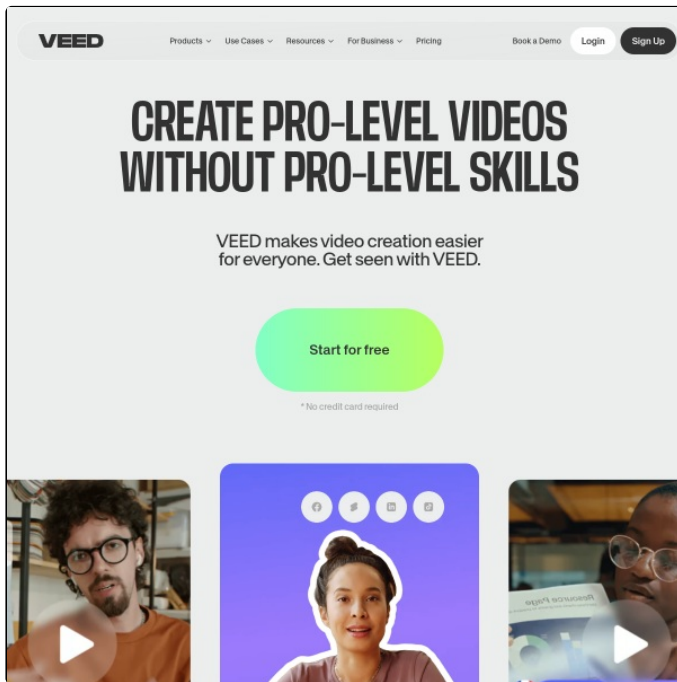 VEED
Products Use Cases Resources For Business Pricing Book a Demo Login Sign Up
CREATE PRO-LEVEL VIDEOS
WITHOUT PRO-LEVEL SKILLS
VEED makes video creation easier
for everyone. Get seen with VEED.
Start for free
* No credit card required
in
Resource Page